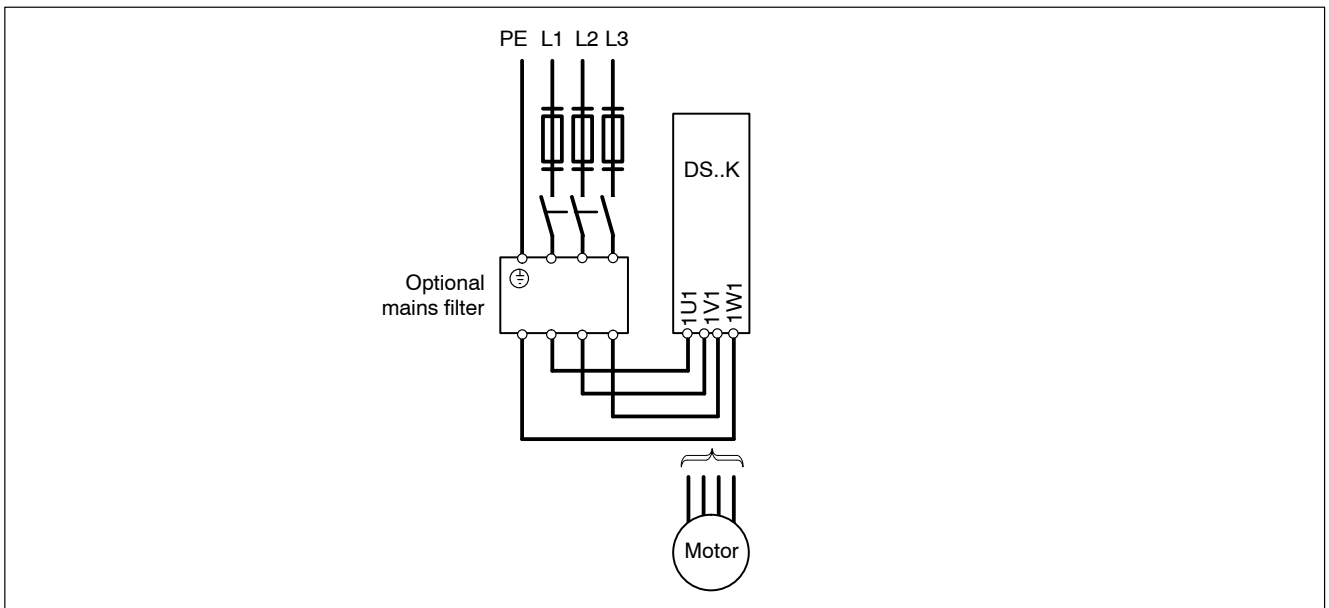 PE L1 L2 L3
DS..K
Optional
mains filter
1U1
1V1
1W1
Motor